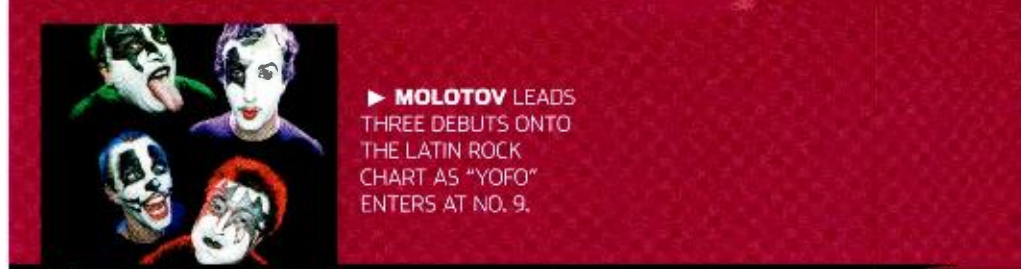 ▶ MOLOTOV LEADS
THREE DEBUTS ONTO
THE LATIN ROCK
CHART AS "YOFO"
ENTERS AT NO. 9.